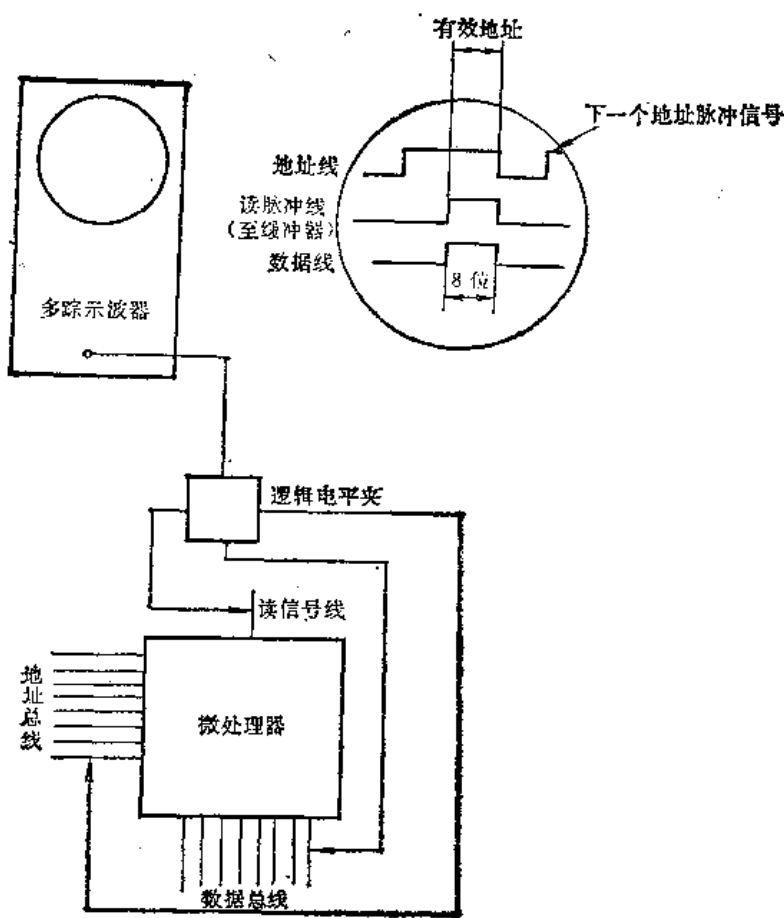 有效地址
下一个地址脉冲信号
地址线
读脉冲线
（至缓冲器）
数据线
8 位
多踪示波器
逻辑电平夹
读信号线
地址总线
微处理器
数据总线